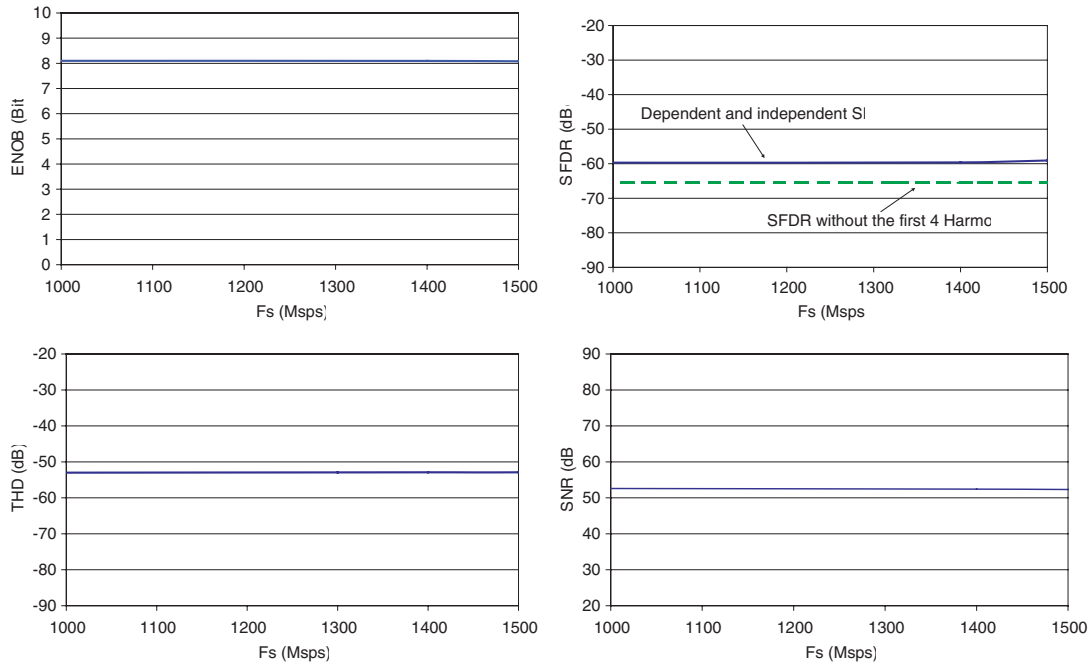 10
9
8
7
6
5
4
3
2
1
0
ENOB (Bit
1000 1100 1200 1300 1400 1500
Fs (Msps)
-20
-30
-40
-50
-60
-70
-80
-90
SFDR (dB
Dependent and independent
SFDR without the first 4 Harmo
1000 1100 1200 1300 1400 1500
Fs (Msps
-20
-30
-40
-50
-60
-70
-80
-90
THD (dB)
1000 1100 1200 1300 1400 1500
Fs (Msps)
90
80
70
60
50
40
30
20
SNR (dB
1000 1100 1200 1300 1400 1500
Fs (Msps)